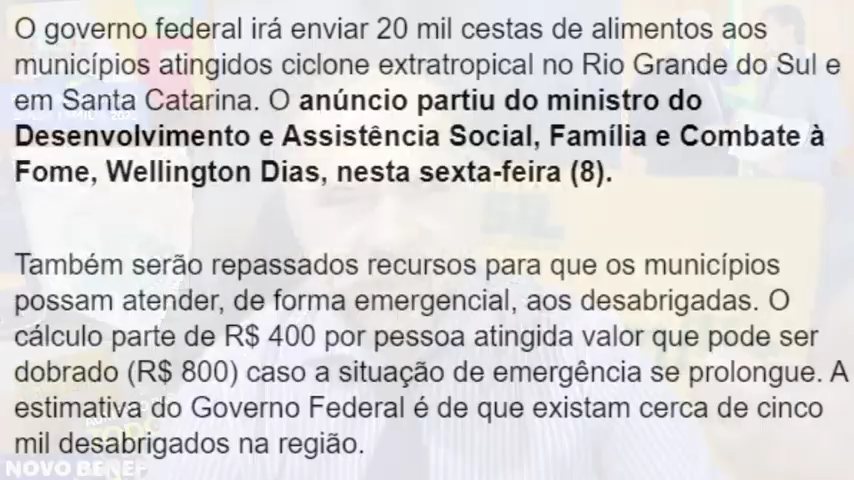 O governo federal irá enviar 20 mil cestas de alimentos aos
municípios atingidos ciclone extratropical no Rio Grande do Sul e
em Santa Catarina. O anúncio partiu do ministro do
Desenvolvimento e Assistência Social, Família e Combate à
Fome, Wellington Dias, nesta sexta-feira (8).
Também serão repassados recursos para que os municípios
possam atender, de forma emergencial, aos desabrigadas. O
cálculo parte de R$ 400 por pessoa atingida valor que pode ser
dobrado (R$ 800) caso a situação de emergência se prolongue. A
estimativa do Governo Federal é de que existam cerca de cinco
mil desabrigados na região.
NOVO BENEF